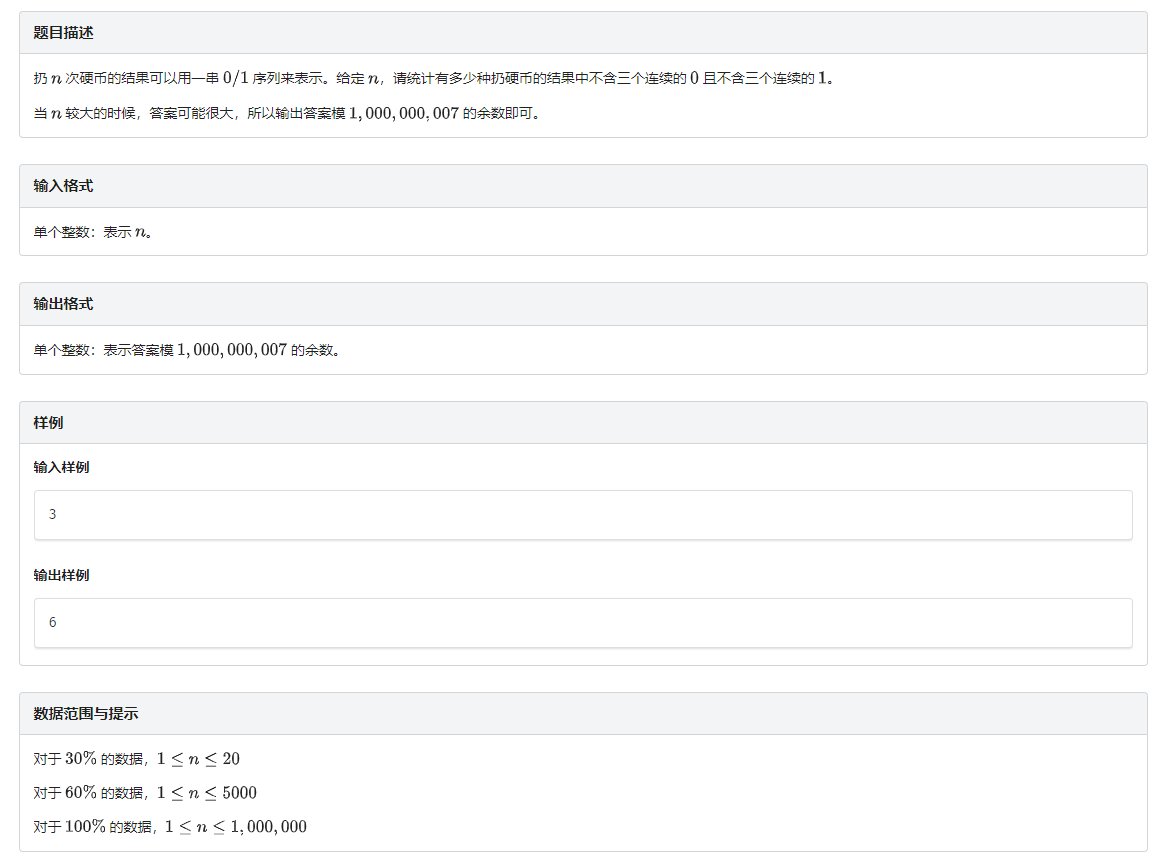 题目描述
扔 n 次硬币的结果可以用一串 0/1 序列来表示。给定 n，请统计有多少种扔硬币的结果中不含三个连续的 0 且不含三个连续的 1。
当 n 较大的时候，答案可能很大，所以输出答案模 1,000,000,007 的余数即可。
输入格式
单个整数：表示 n。
输出格式
单个整数：表示答案模 1,000,000,007 的余数。
样例
输入样例
3
输出样例
6
数据范围与提示
对于 30% 的数据，1 ≤ n ≤ 20
对于 60% 的数据，1 ≤ n ≤ 5000
对于 100% 的数据，1 ≤ n ≤ 1,000,000